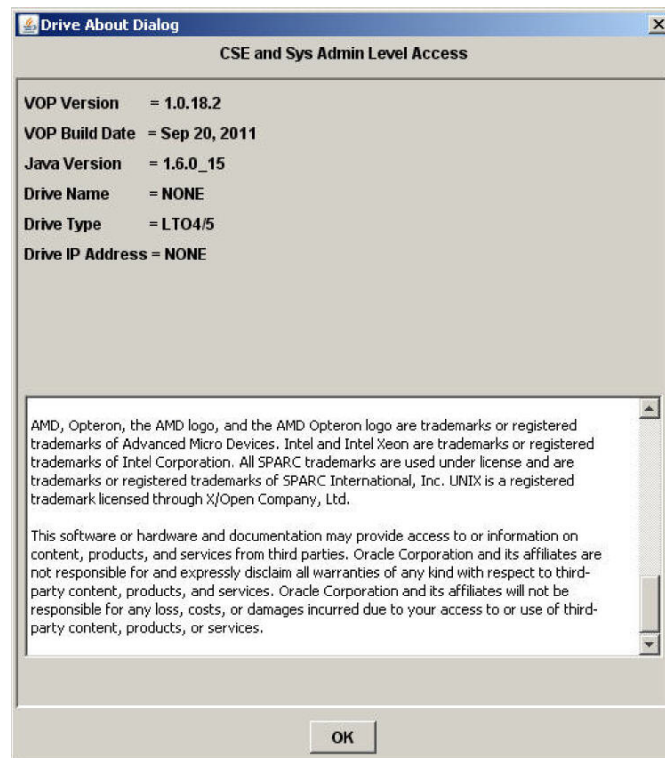 Drive About Dialog
CSE and Sys Admin Level Access
VOP Version = 1.0.18.2
VOP Build Date = Sep 20, 2011
Java Version = 1.6.0_15
Drive Name = NONE
Drive Type = LTO4/5
Drive IP Address = NONE
AMD, Opteron, the AMD logo, and the AMD Opteron logo are trademarks or registered
trademarks of Advanced Micro Devices. Intel and Intel Xeon are trademarks or registered
trademarks of Intel Corporation. All SPARC trademarks are used under license and are
trademarks or registered trademarks of SPARC International, Inc. UNIX is a registered
trademark licensed through X/Open Company, Ltd.
This software or hardware and documentation may provide access to or information on
content, products, and services from third parties. Oracle Corporation and its affiliates are
not responsible for and expressly disclaim all warranties of any kind with respect to third-
party content, products, and services. Oracle Corporation and its affiliates will not be
responsible for any loss, costs, or damages incurred due to your access to or use of third-
party content, products, or services.
OK